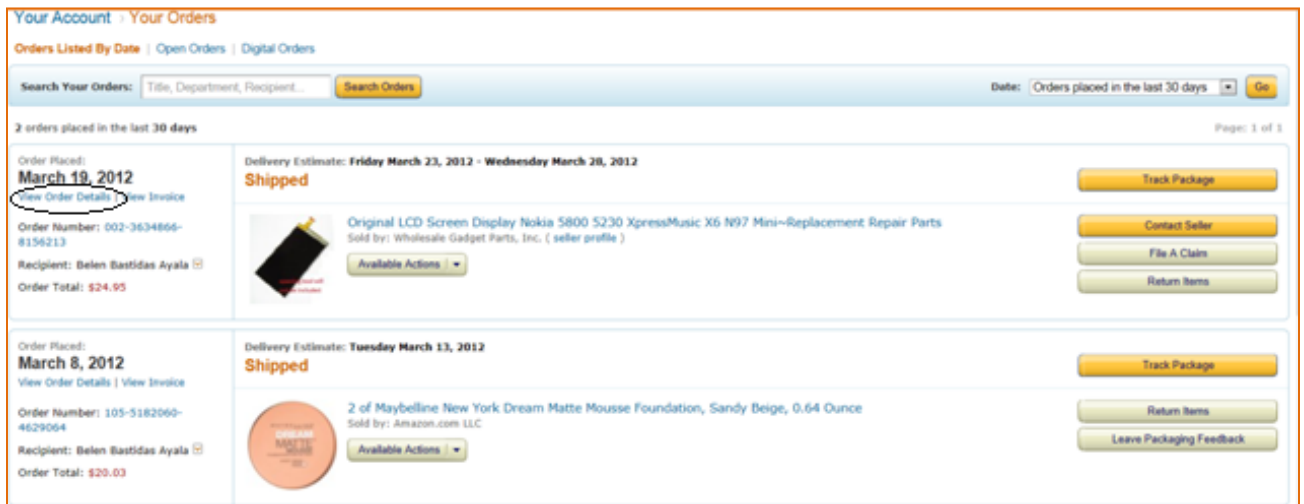 Your Account › Your Orders
Orders Listed By Date | Open Orders | Digital Orders
Search Your Orders: Title, Department, Recipient... Search Orders Date: Orders placed in the last 30 days Go
2 orders placed in the last 30 days Page: 1 of 1
Order Placed:
March 19, 2012
View Order Details | View Invoice
Order Number: 002-3634866-
8156213
Recipient: Belen Bastidas Ayala
Order Total: $24.95
Delivery Estimate: Friday March 23, 2012 - Wednesday March 28, 2012
Shipped
Original LCD Screen Display Nokia 5800 5230 XpressMusic X6 N97 Mini~Replacement Repair Parts
Sold by: Wholesale Gadget Parts, Inc. ( seller profile )
Available Actions
Track Package
Contact Seller
File A Claim
Return Items
Order Placed:
March 8, 2012
View Order Details | View Invoice
Order Number: 105-5182060-
4629064
Recipient: Belen Bastidas Ayala
Order Total: $20.03
Delivery Estimate: Tuesday March 13, 2012
Shipped
2 of Maybelline New York Dream Matte Mousse Foundation, Sandy Beige, 0.64 Ounce
Sold by: Amazon.com LLC
Available Actions
DREAM
MATTE
Track Package
Return Items
Leave Packaging Feedback